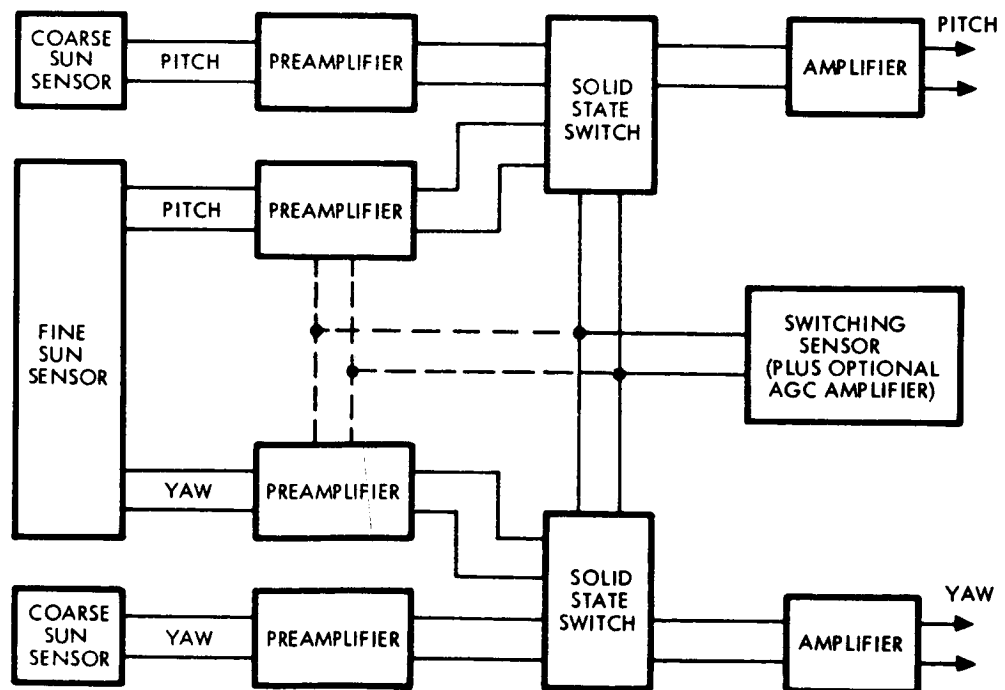 COARSE
SUN
SENSOR
PITCH
PREAMPLIFIER
SOLID
STATE
SWITCH
AMPLIFIER
PITCH
FINE
SUN
SENSOR
PITCH
PREAMPLIFIER
SWITCHING
SENSOR
(PLUS OPTIONAL
AGC AMPLIFIER)
YAW
PREAMPLIFIER
COARSE
SUN
SENSOR
YAW
PREAMPLIFIER
SOLID
STATE
SWITCH
AMPLIFIER
YAW